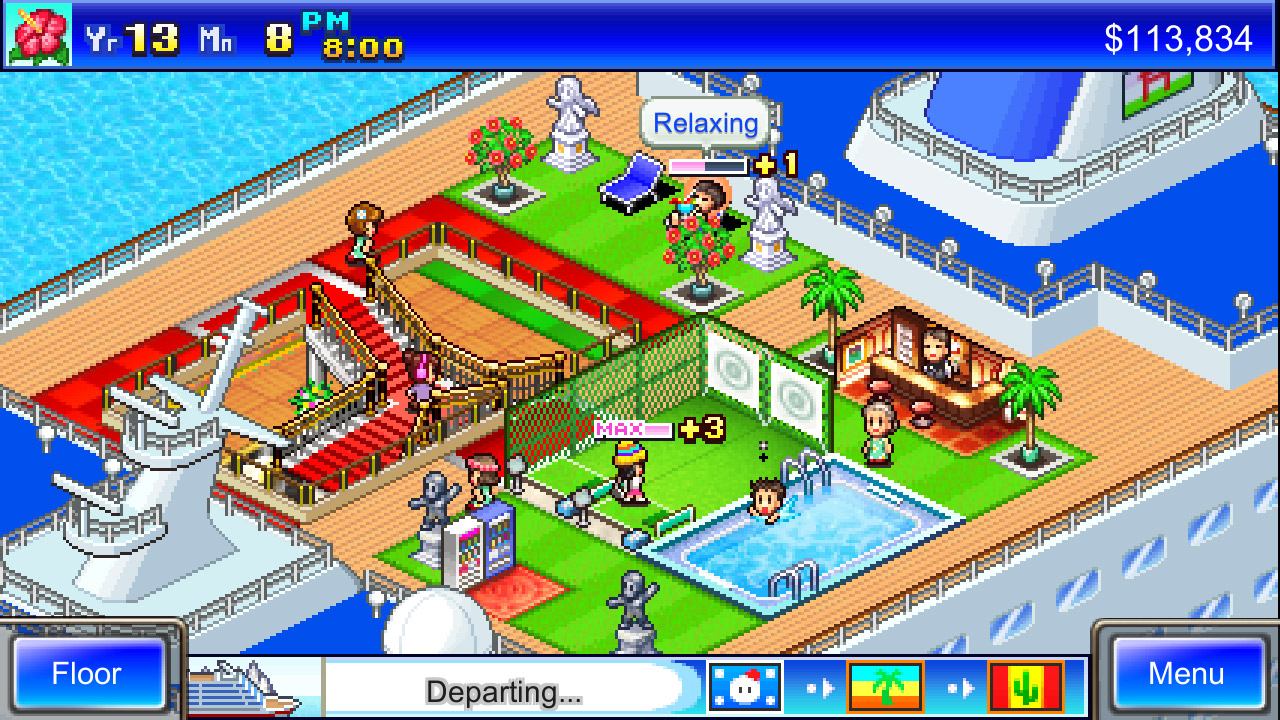 Yr 13 Mn 8 PM 8:00
$113,834
Relaxing
+1
MAX +3
Floor
Departing...
Menu